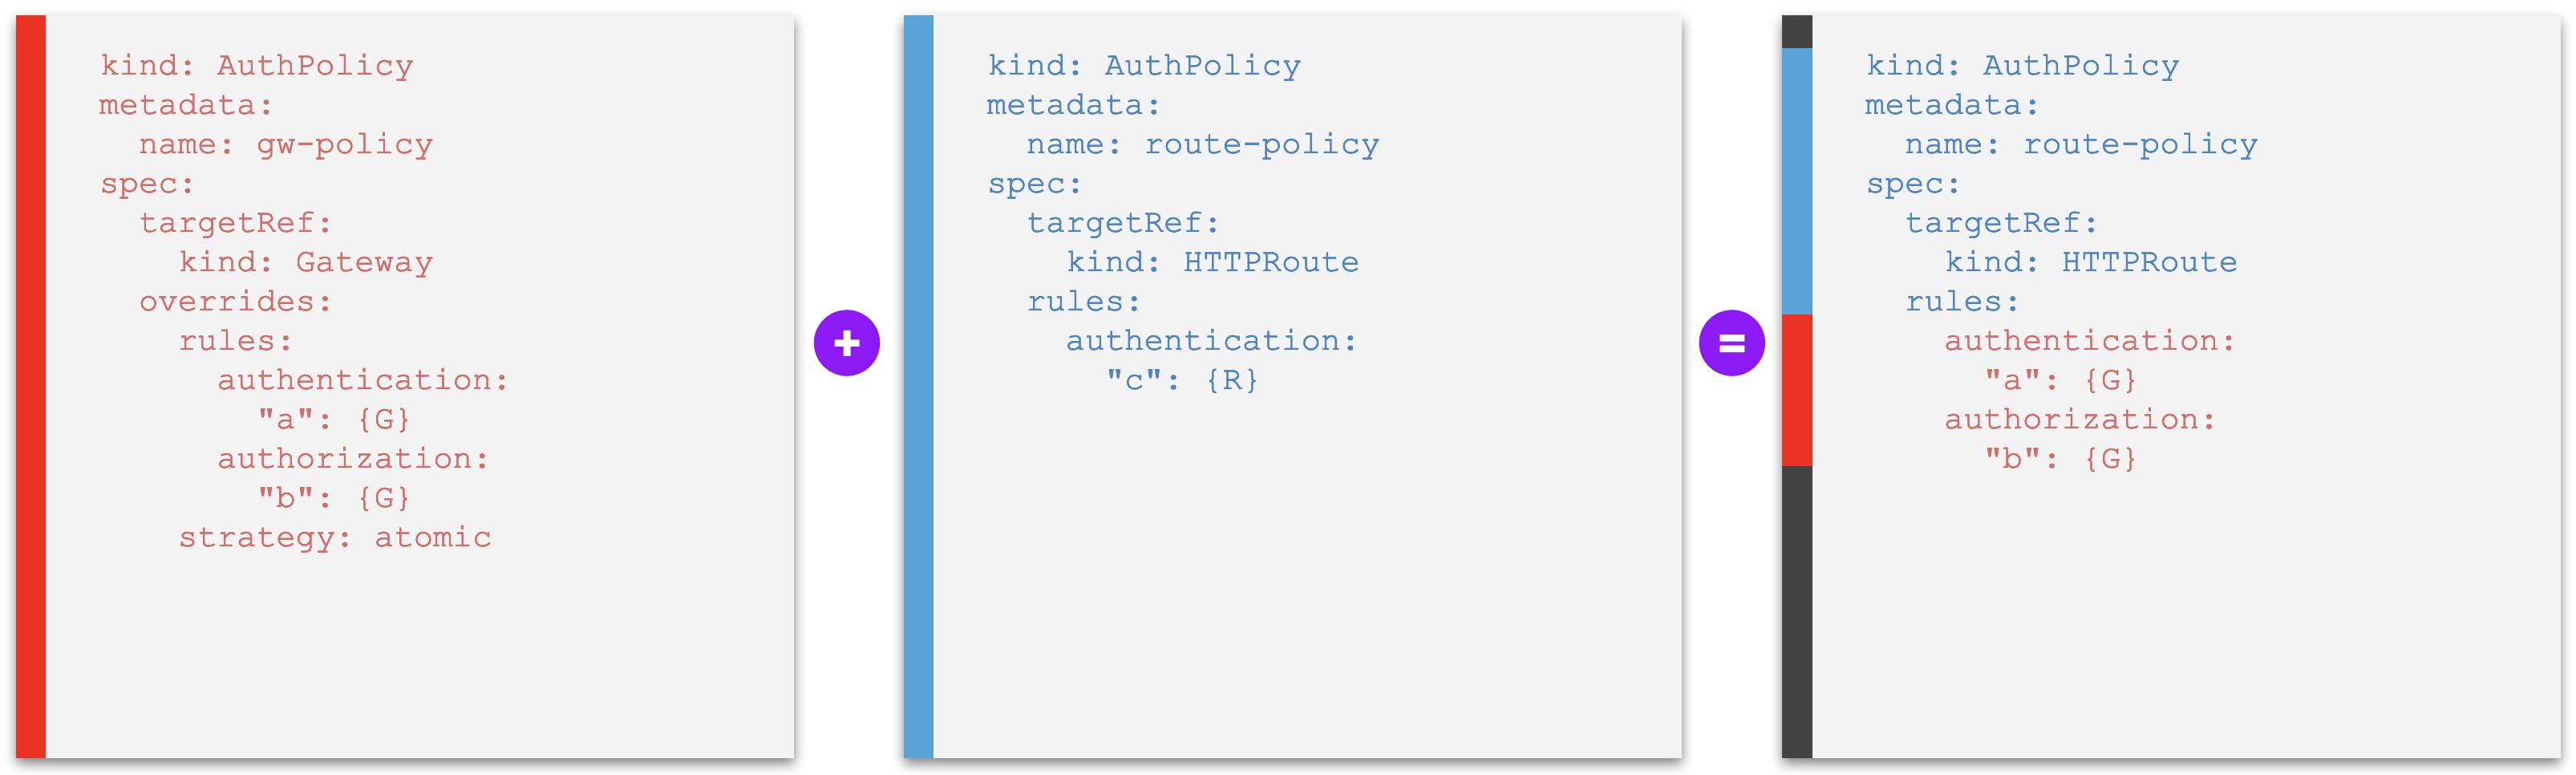 kind: AuthPolicy
metadata:
  name: gw-policy
spec:
  targetRef:
    kind: Gateway
  overrides:
    rules:
      authentication:
        "a": {G}
      authorization:
        "b": {G}
    strategy: atomic
+
kind: AuthPolicy
metadata:
  name: route-policy
spec:
  targetRef:
    kind: HTTPRoute
  rules:
    authentication:
      "c": {R}
=
kind: AuthPolicy
metadata:
  name: route-policy
spec:
  targetRef:
    kind: HTTPRoute
  rules:
    authentication:
      "a": {G}
    authorization:
      "b": {G}